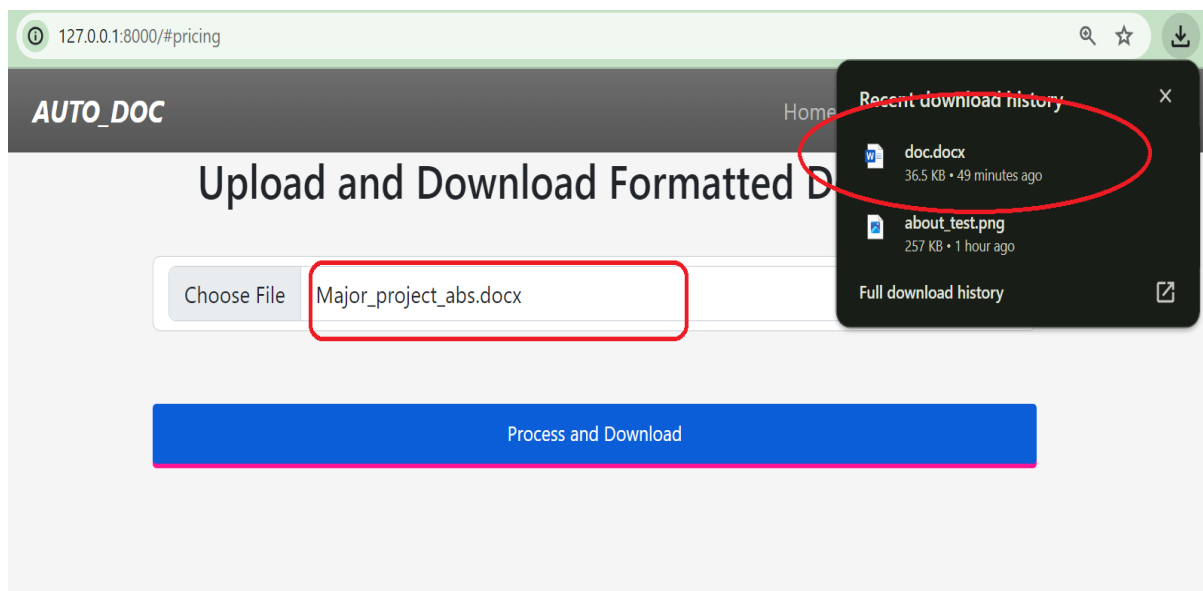 127.0.0.1:8000/#pricing
AUTO_DOC
Home
Recent download history
doc.docx
36.5 KB • 49 minutes ago
about_test.png
257 KB • 1 hour ago
Full download history
Upload and Download Formatted D
Choose File
Major_project_abs.docx
Process and Download